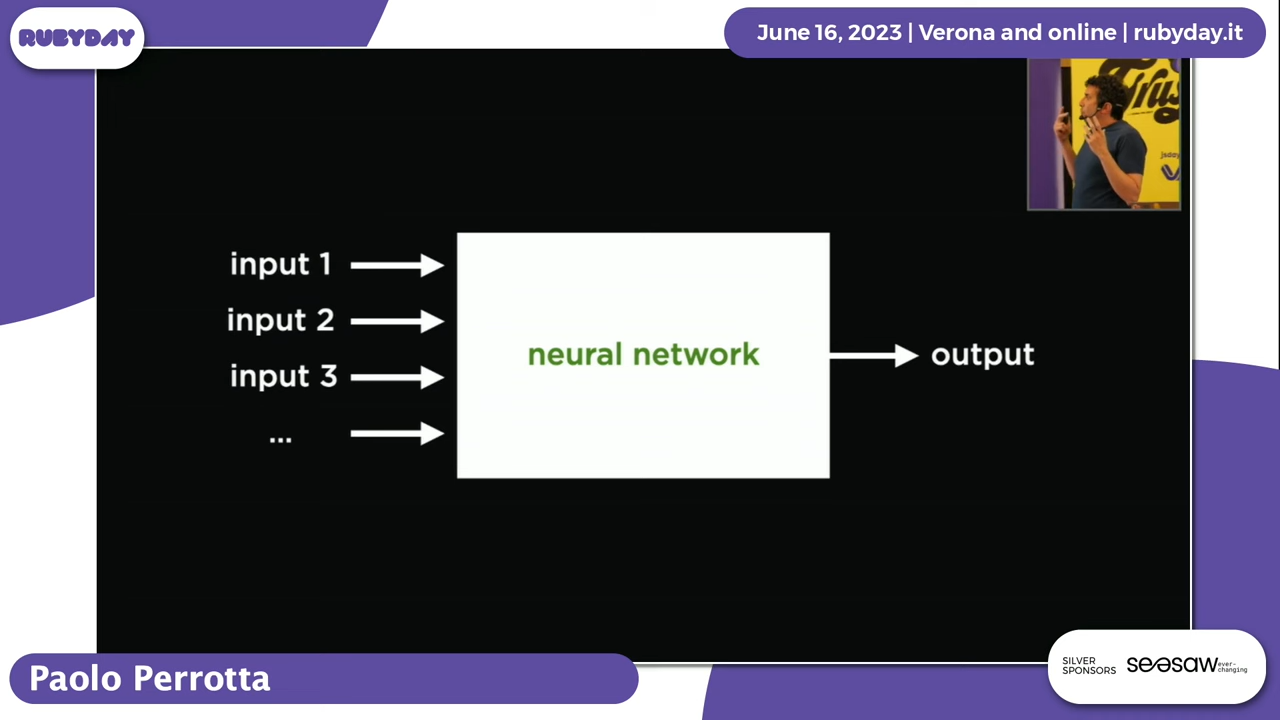 RUBYDAY
June 16, 2023 | Verona and online | rubyday.it
input 1
input 2
input 3
...
neural network
output
Paolo Perrotta
SILVER
SPONSORS
seesaw
ever-
changing